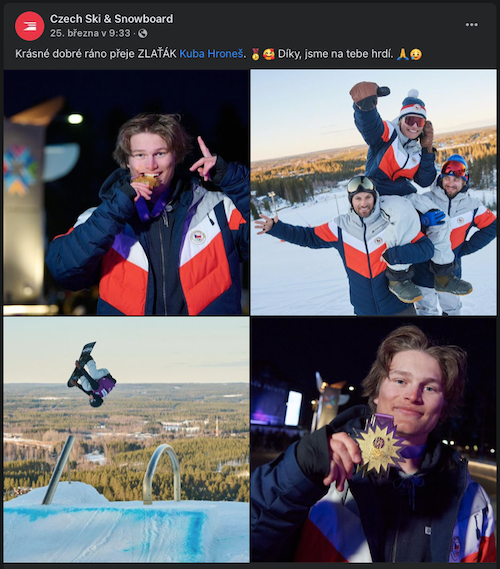 Czech Ski & Snowboard
25. března v 9:33 ·
Krásné dobré ráno přeje ZLAŤÁK Kuba Hroneš. 🥇🥰 Díky, jsme na tebe hrdí. 🙏🥹